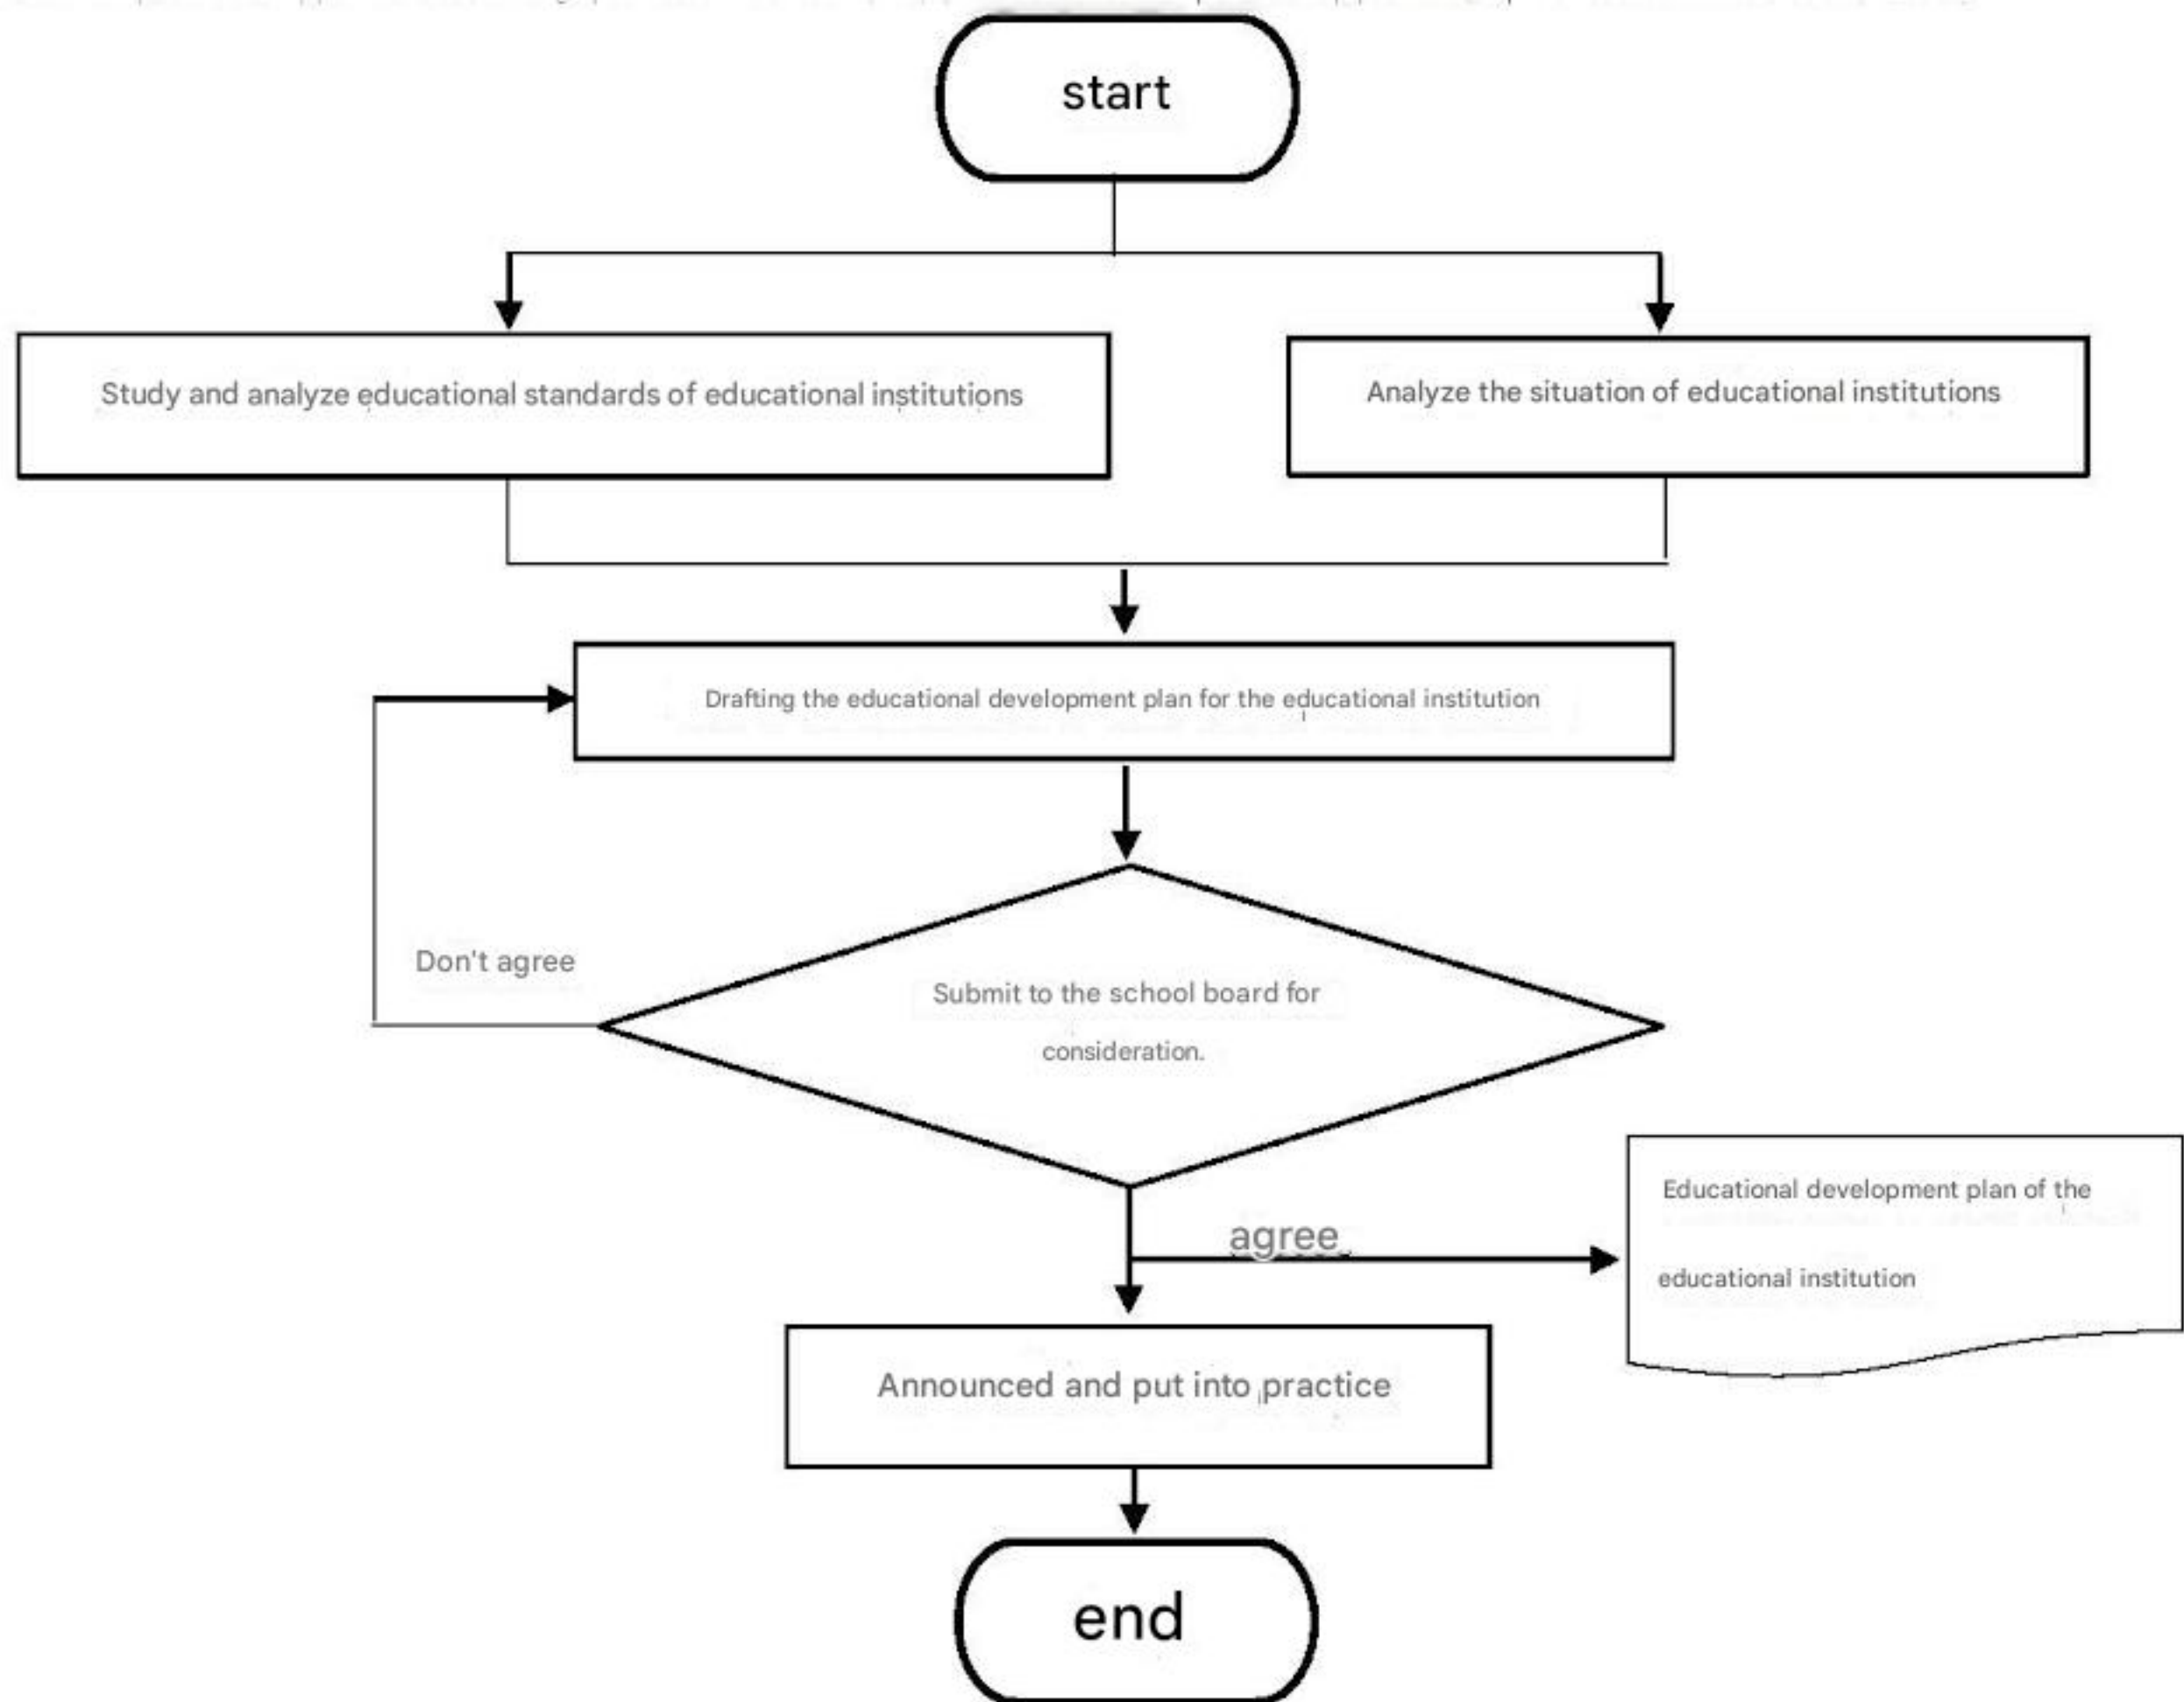 start
Study and analyze educational standards of educational institutions
Analyze the situation of educational institutions
Drafting the educational development plan for the educational institution
Don't agree
Submit to the school board for
consideration.
agree
Educational development plan of the
educational institution
Announced and put into practice
end